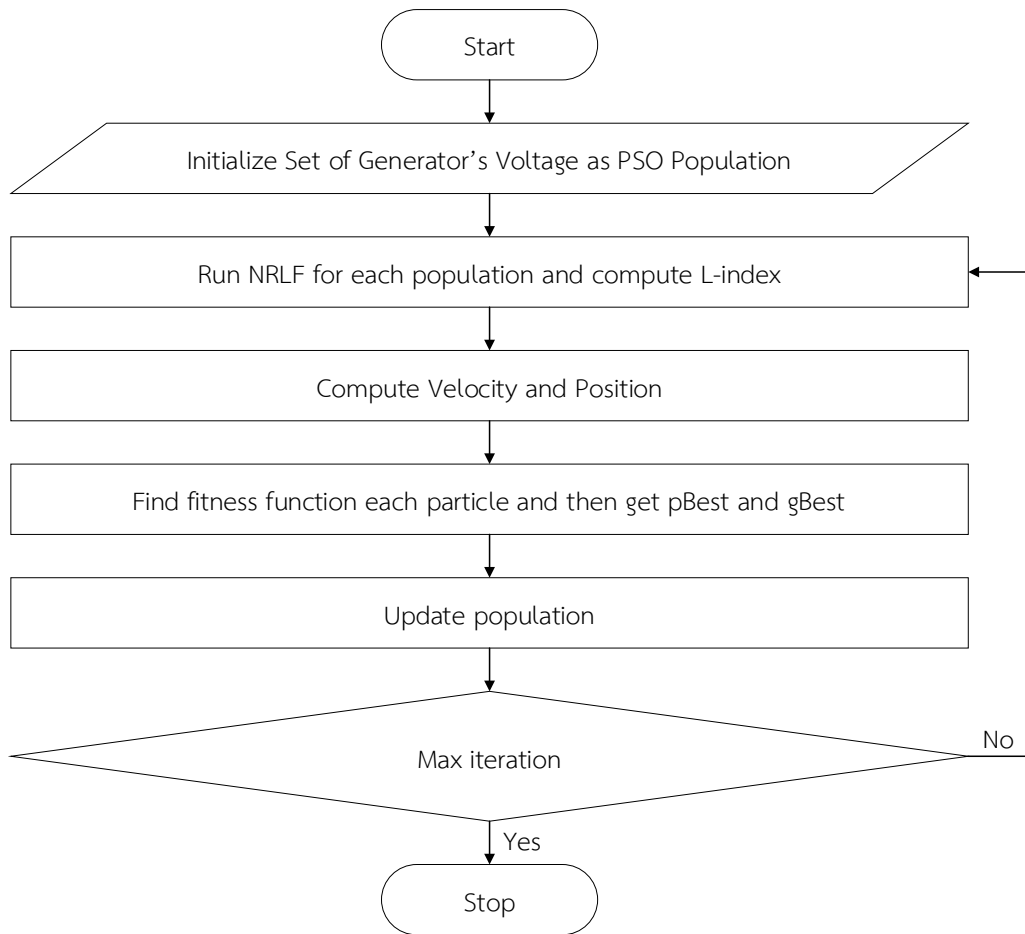 Start
Initialize Set of Generator’s Voltage as PSO Population
Run NRLF for each population and compute L-index
Compute Velocity and Position
Find fitness function each particle and then get pBest and gBest
Update population
Max iteration
No
Yes
Stop